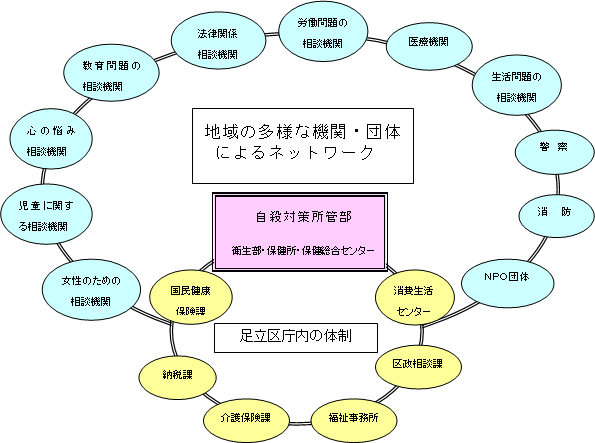 労働問題の
相談機関
法律関係
相談機関
医療機関
教育問題の
相談機関
生活問題の
相談機関
心の悩み
相談機関
地域の多様な機関・団体
によるネットワーク
警 察
児童に関す
る相談機関
自殺対策所管部
衛生部・保健所・保健総合センター
消 防
女性のための
相談機関
国民健康
保険課
消費生活
センター
NPO団体
足立区庁内の体制
納税課
区政相談課
介護保険課
福祉事務所